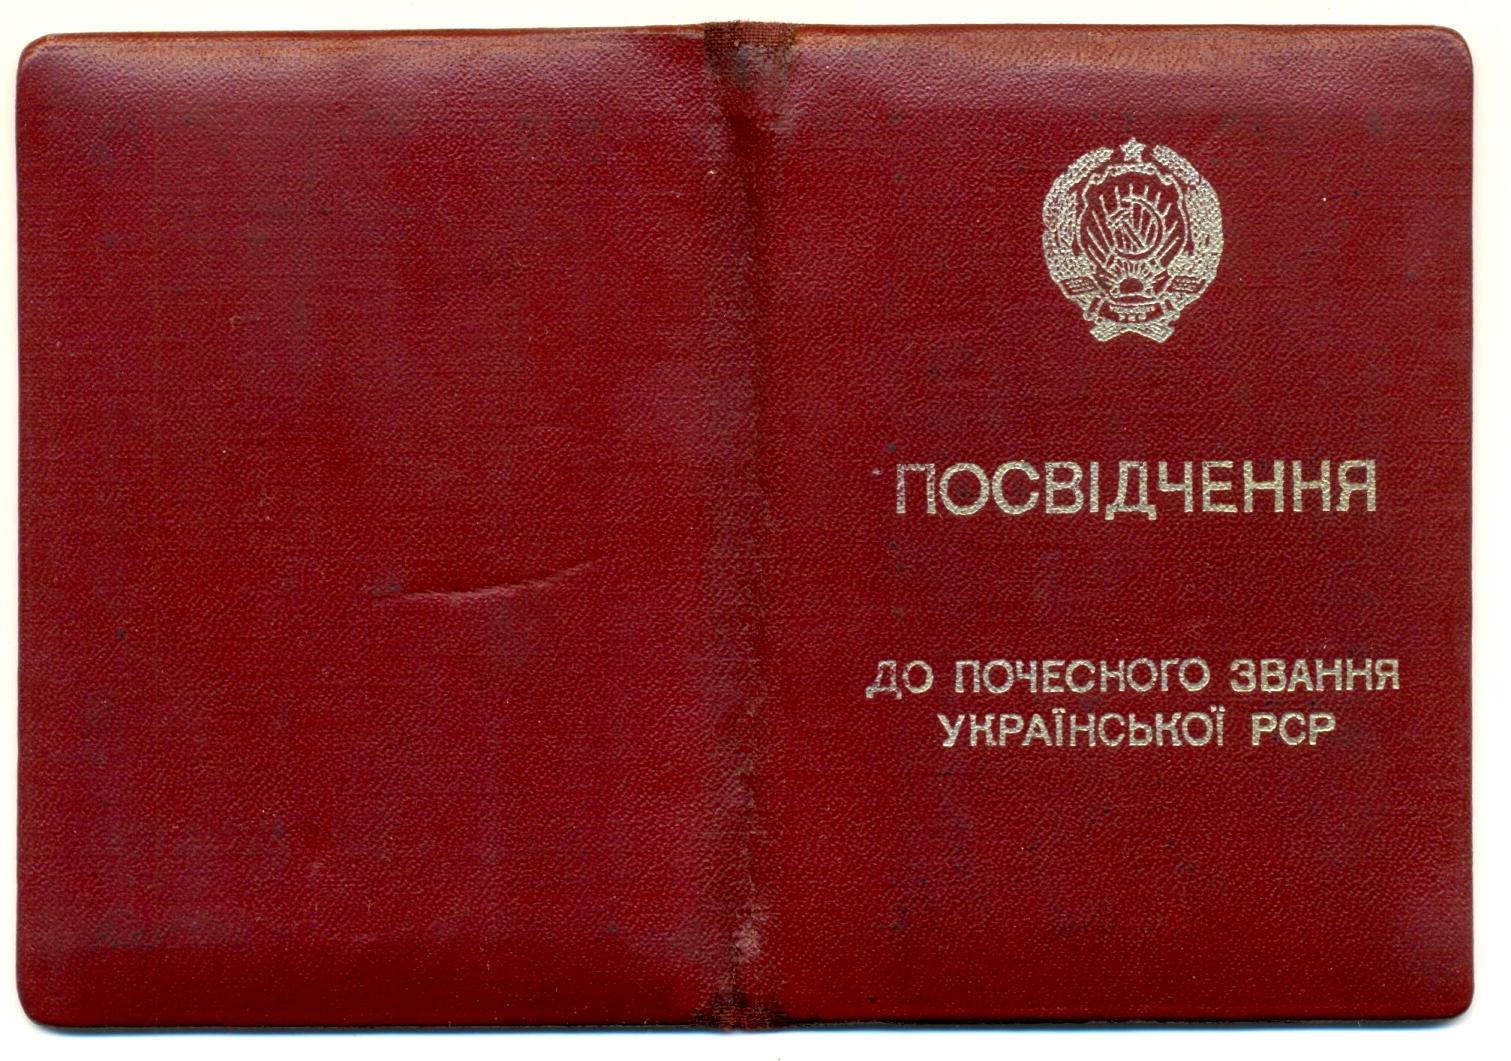 ПОСВІДЧЕННЯ
ДО ПОЧЕСНОГО ЗВАННЯ
УКРАЇНСЬКОЇ РСР